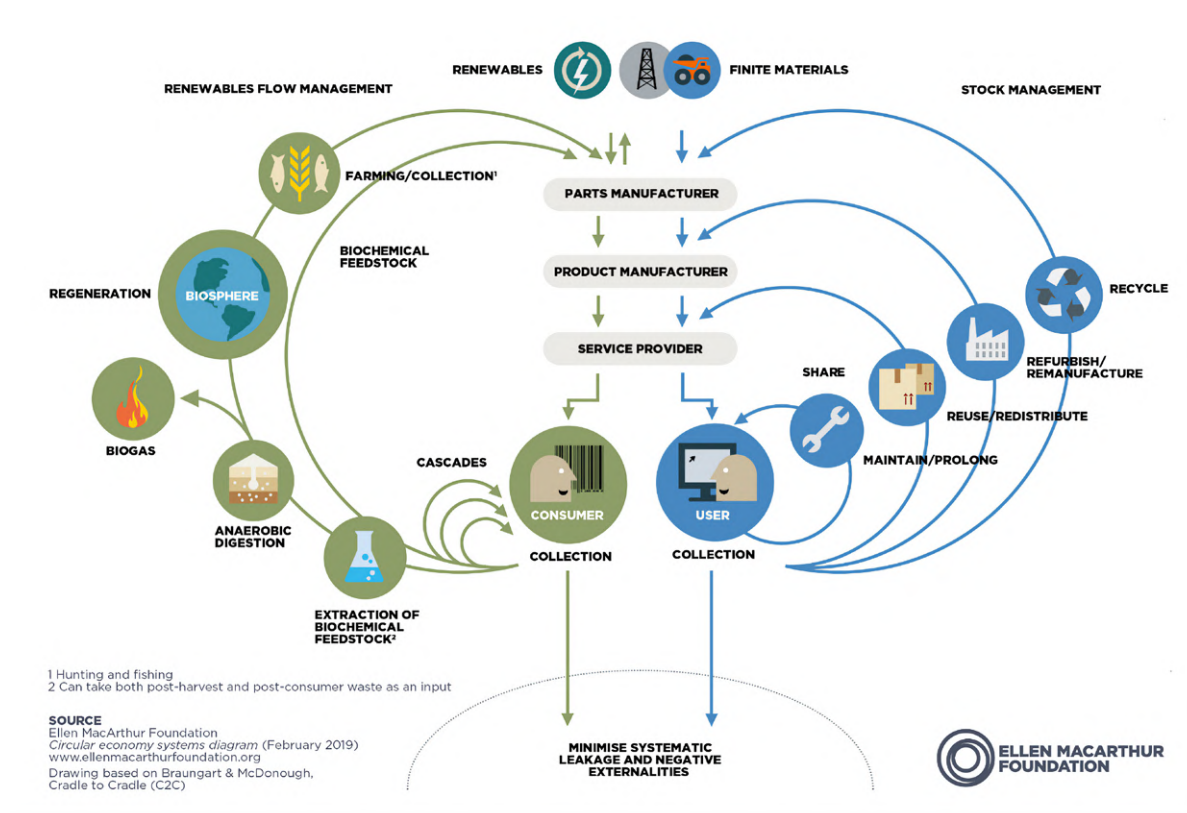 RENEWABLES
FINITE MATERIALS
RENEWABLES FLOW MANAGEMENT
STOCK MANAGEMENT
FARMING/COLLECTION¹
PARTS MANUFACTURER
BIOCHEMICAL
FEEDSTOCK
PRODUCT MANUFACTURER
REGENERATION
BIOSPHERE
RECYCLE
SERVICE PROVIDER
SHARE
REFURBISH/
REMANUFACTURE
REUSE/REDISTRIBUTE
BIOGAS
CASCADES
MAINTAIN/PROLONG
CONSUMER
USER
ANAEROBIC
DIGESTION
COLLECTION
COLLECTION
EXTRACTION OF
BIOCHEMICAL
FEEDSTOCK²
1 Hunting and fishing
2 Can take both post-harvest and post-consumer waste as an input
SOURCE
Ellen MacArthur Foundation
Circular economy systems diagram (February 2019)
www.ellenmacarthurfoundation.org
Drawing based on Braungart & McDonough,
Cradle to Cradle (C2C)
MINIMISE SYSTEMATIC
LEAKAGE AND NEGATIVE
EXTERNALITIES
ELLEN MACARTHUR
FOUNDATION